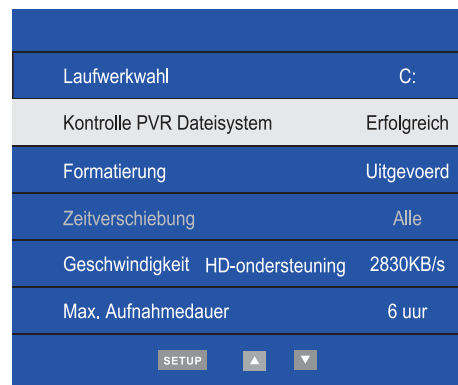 Laufwerkwahl C:
Kontrolle PVR Dateisystem Erfolgreich
Formatierung Uitgevoerd
Zeitverschiebung Alle
Geschwindigkeit HD-ondersteuning 2830KB/s
Max. Aufnahmedauer 6 uur
SETUP